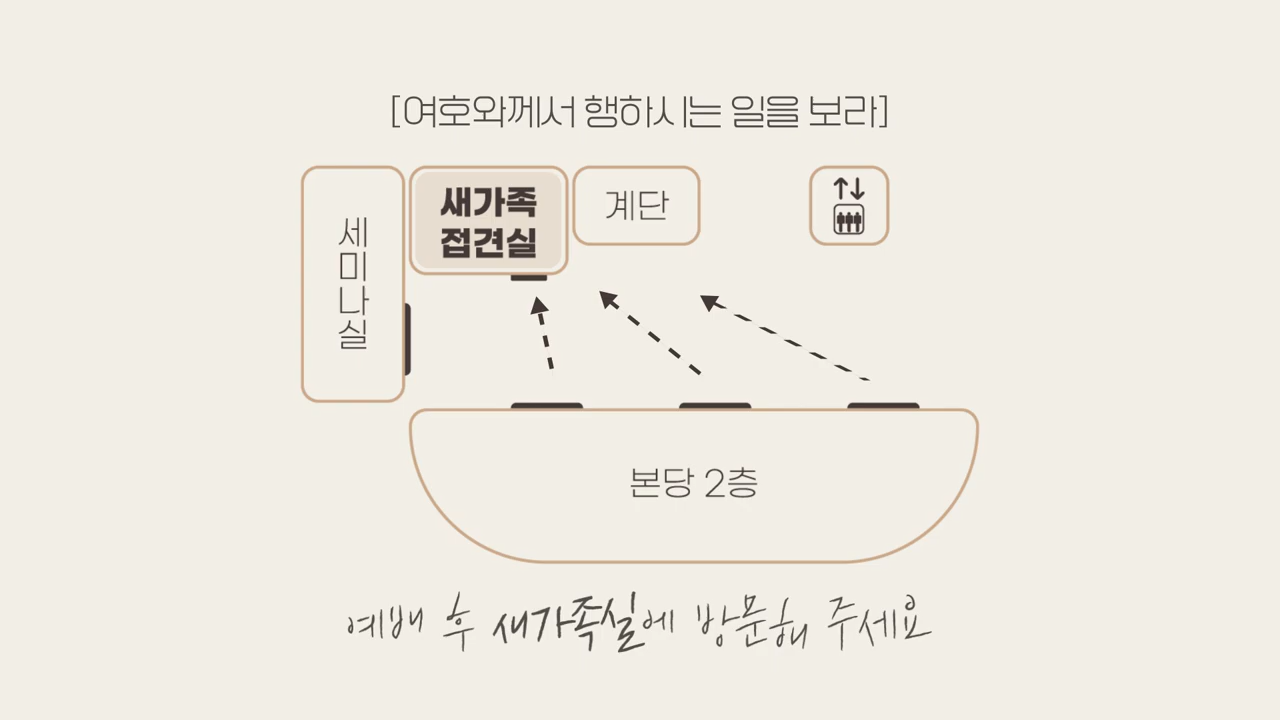 [여호와께서 행하시는 일을 보라]
세미나실
새가족
접견실
계단
본당 2층
예배 후 새가족실에 방문해 주세요